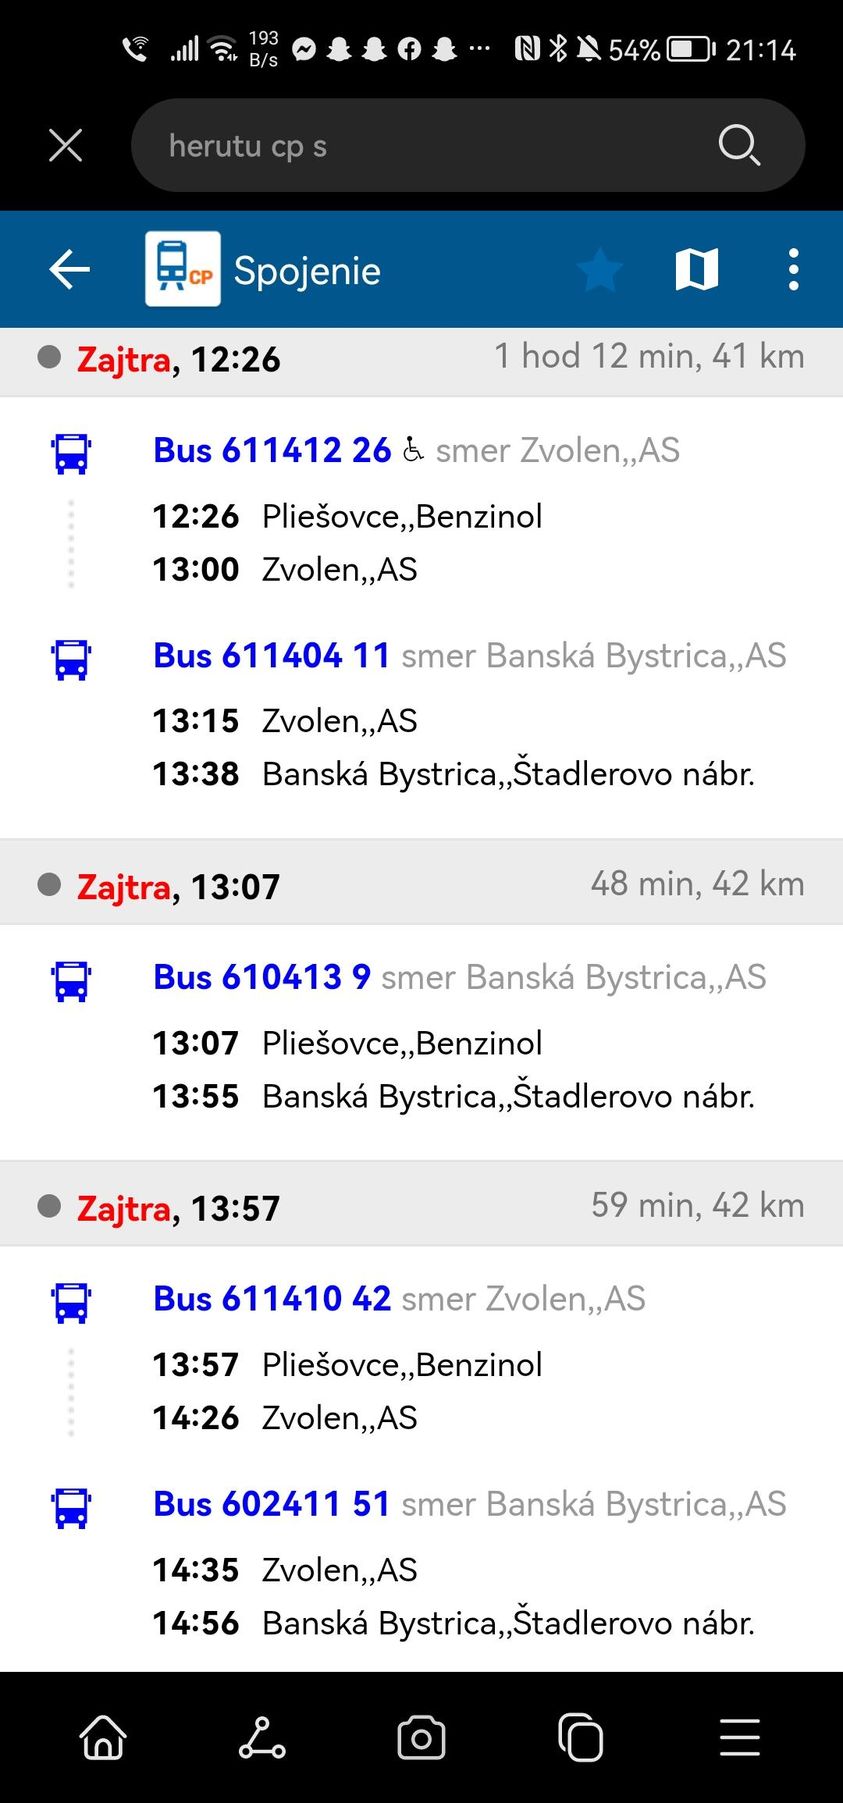 193
B/s
54%
21:14
herutu cp s
CP
Spojenie
Zajtra, 12:26 1 hod 12 min, 41 km
Bus 611412 26 smer Zvolen,,AS
12:26 Pliešovce,,Benzinol
13:00 Zvolen,,AS
Bus 611404 11 smer Banská Bystrica,,AS
13:15 Zvolen,,AS
13:38 Banská Bystrica,,Štadlerovo nábr.
Zajtra, 13:07 48 min, 42 km
Bus 610413 9 smer Banská Bystrica,,AS
13:07 Pliešovce,,Benzinol
13:55 Banská Bystrica,,Štadlerovo nábr.
Zajtra, 13:57 59 min, 42 km
Bus 611410 42 smer Zvolen,,AS
13:57 Pliešovce,,Benzinol
14:26 Zvolen,,AS
Bus 602411 51 smer Banská Bystrica,,AS
14:35 Zvolen,,AS
14:56 Banská Bystrica,,Štadlerovo nábr.